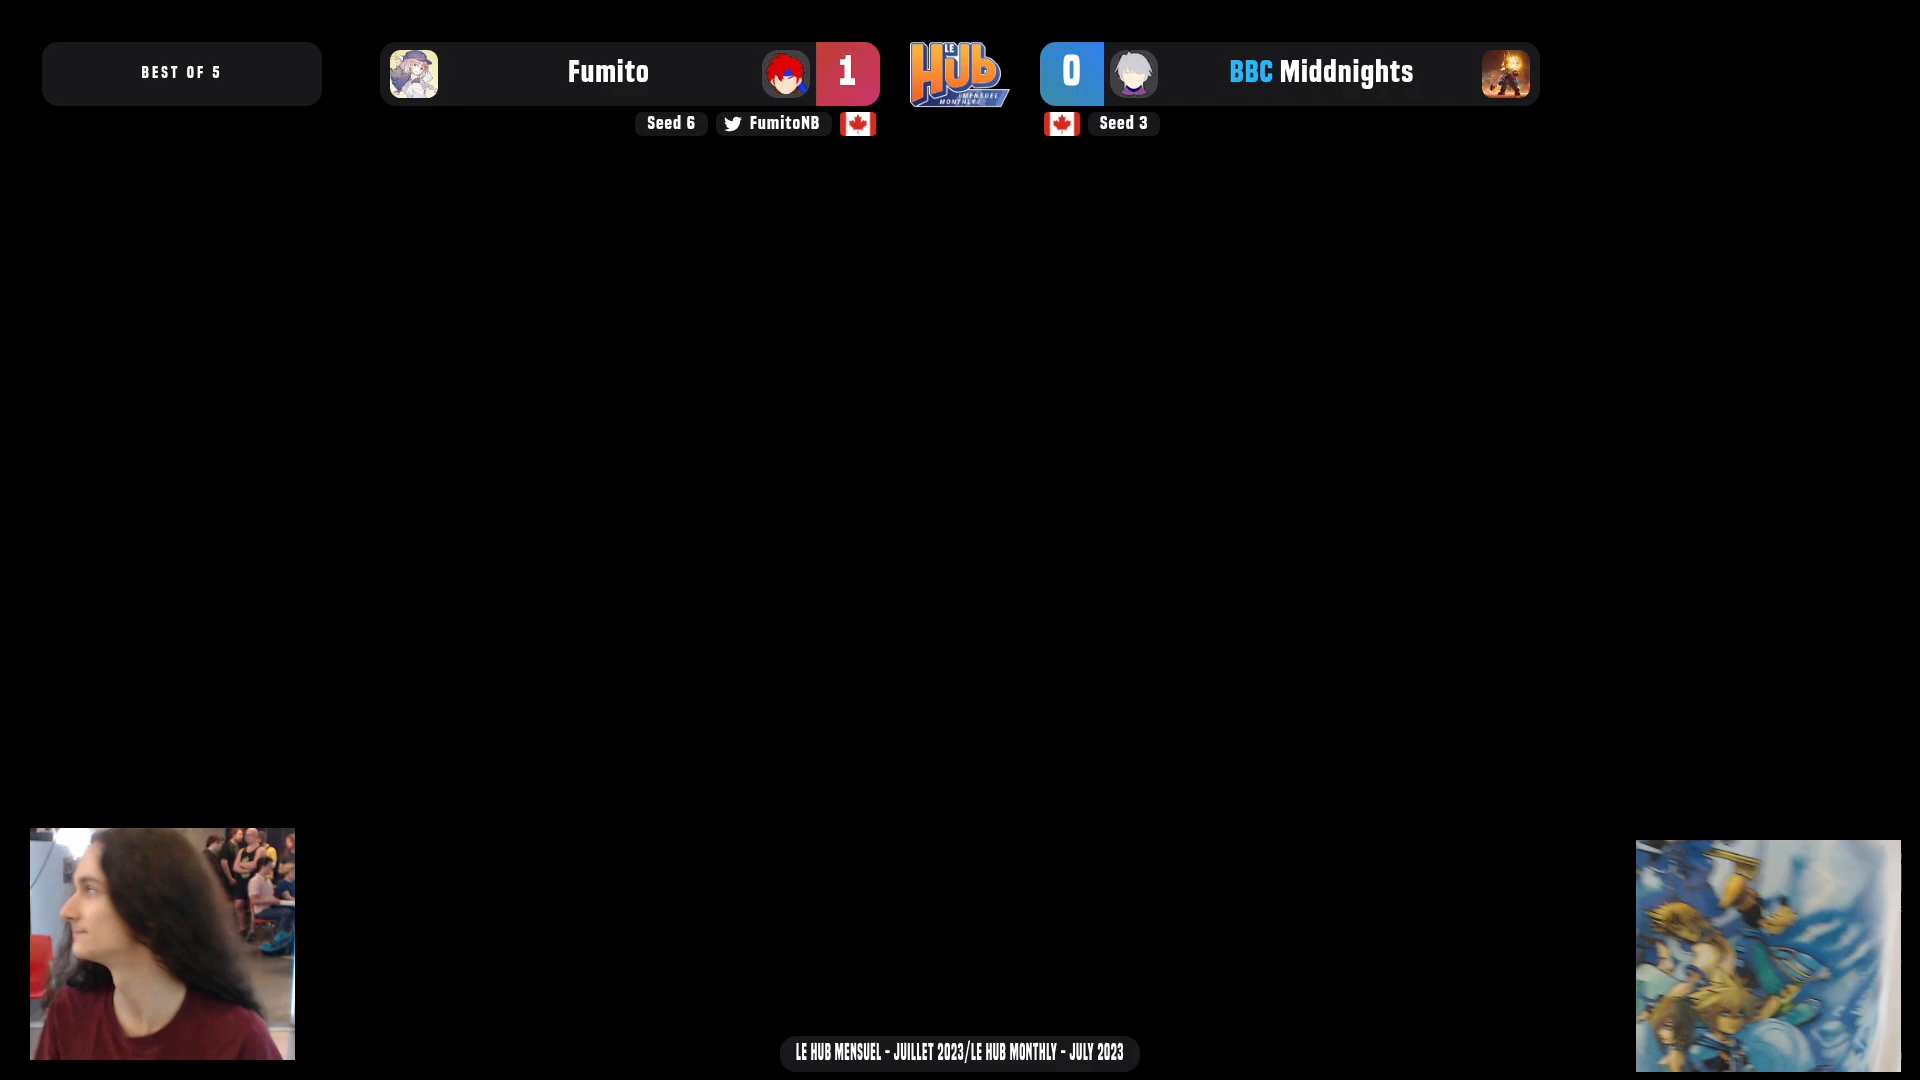 BEST OF 5
Fumito
1
LE
HUB
MENSUEL
MONTHLY
0
BBC Middnights
Seed 6
FumitoNB
Seed 3
LE HUB MENSUEL - JUILLET 2023/LE HUB MONTHLY - JULY 2023